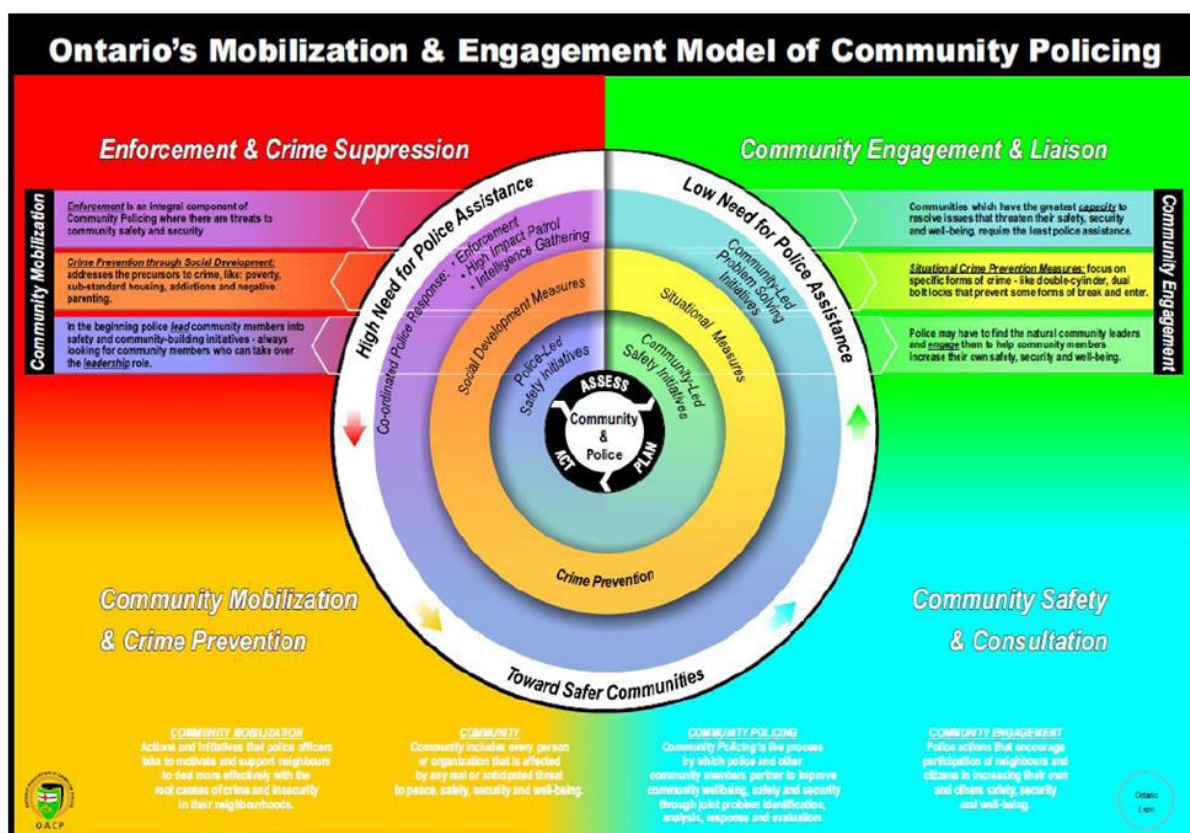 Ontario's Mobilization & Engagement Model of Community Policing
Enforcement & Crime Suppression
Community Engagement & Liaison
Community Mobilization
Enforcement is an integral component of
Community Policing where there are threats to
community safety and security
Crime Prevention through Social Development:
addresses the precursors to crime, like: poverty,
sub-standard housing, addictions and negative
parenting.
In the beginning police lead community members into
safety and community-building initiatives - always
looking for community members who can take over
the leadership role.
High Need for Police Assistance
Low Need for Police Assistance
Co-ordinated Police Response: • Enforcement
• High Impact Patrol
• Intelligence Gathering
Social Development Measures
Police-Led
Safety Initiatives
Community-Led
Problem Solving
Initiatives
Situational Measures
Community-Led
Safety Initiatives
ASSESS
PLAN
ACT
Community
&
Police
Crime Prevention
Toward Safer Communities
Communities which have the greatest capacity to
resolve issues that threaten their safety, security
and well-being, require the least police assistance.
Situational Crime Prevention Measures: focus on
specific forms of crime - like double-cylinder, dual
bolt locks that prevent some forms of break and enter.
Police may have to find the natural community leaders
and engage them to help community members
increase their own safety, security and well-being.
Community Engagement
Community Mobilization
& Crime Prevention
Community Safety
& Consultation
COMMUNITY MOBILIZATION
Actions and initiatives that police officers
take to motivate and support neighbours
to deal more effectively with the
root causes of crime and insecurity
in their neighbourhoods.
COMMUNITY
Community includes every person
or organization that is affected
by any real or anticipated threat
to peace, safety, security and well-being.
COMMUNITY POLICING
Community Policing is the process
by which police and other
community members partner to improve
community wellbeing, safety and security
through joint problem identification,
analysis, response and evaluation.
COMMUNITY ENGAGEMENT
Police actions that encourage
participation of neighbours and
citizens in increasing their own
and others safety, security
and well-being.
O A C P
Ontario